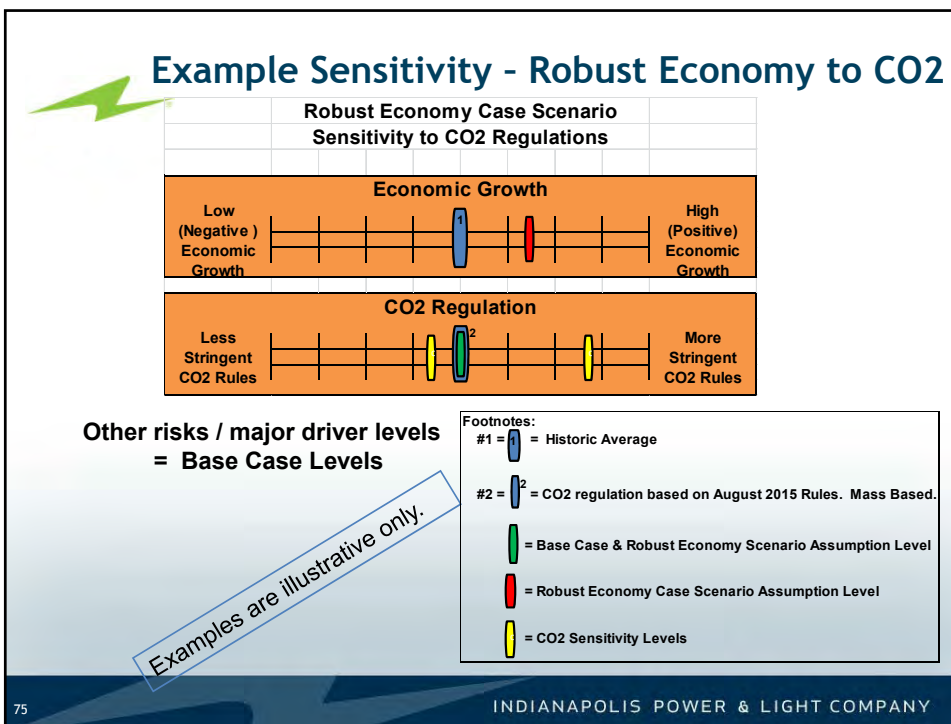 Example Sensitivity – Robust Economy to CO2
Robust Economy Case Scenario
Sensitivity to CO2 Regulations
Economic Growth
Low
(Negative )
Economic
Growth
1
High
(Positive)
Economic
Growth
CO2 Regulation
Less
Stringent
CO2 Rules
2
More
Stringent
CO2 Rules
Other risks / major driver levels
= Base Case Levels
Examples are illustrative only.
Footnotes:
#1 = 1 = Historic Average
#2 = 2 = CO2 regulation based on August 2015 Rules. Mass Based.
= Base Case & Robust Economy Scenario Assumption Level
= Robust Economy Case Scenario Assumption Level
= CO2 Sensitivity Levels
75
INDIANAPOLIS POWER & LIGHT COMPANY